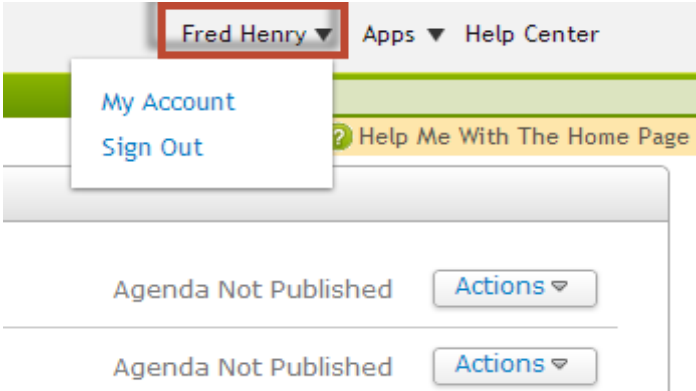 Fred Henry ▼ Apps ▼ Help Center
My Account
Sign Out
? Help Me With The Home Page
Agenda Not Published Actions
Agenda Not Published Actions